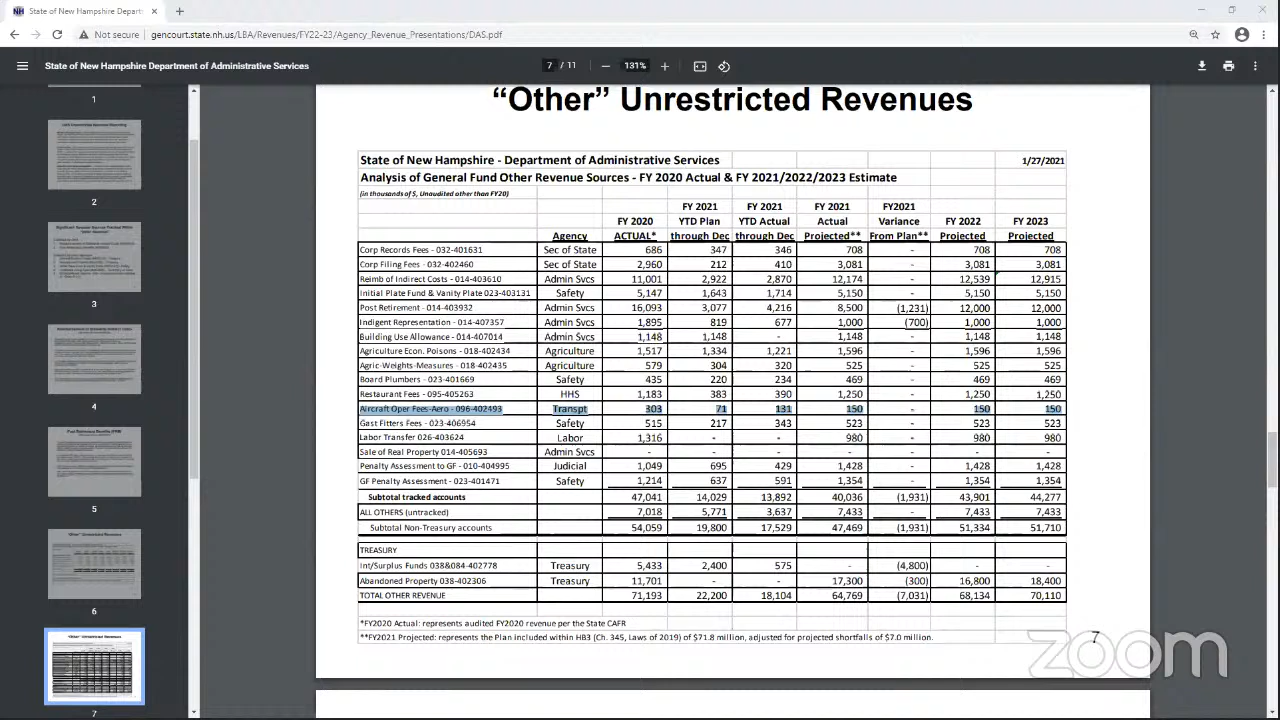 State of New Hampshire Depart
Not secure | gencourt.state.nh.us/LBA/Revenues/FY22-23/Agency_Revenue_Presentations/DAS.pdf
State of New Hampshire Department of Administrative Services
7 / 11
131%
1
2
3
4
5
6
7
"Other" Unrestricted Revenues
State of New Hampshire - Department of Administrative Services 1/27/2021
Analysis of General Fund Other Revenue Sources - FY 2020 Actual & FY 2021/2022/2023 Estimate
(in thousands of $, Unaudited other than FY20)
FY 2021 FY 2021 FY 2021 FY2021
FY 2020 YTD Plan YTD Actual Actual Variance FY 2022 FY 2023
Agency ACTUAL* through Dec through Dec Projected** From Plan** Projected Projected
Corp Records Fees - 032-401631 Sec of State 686 347 346 708 - 708 708
Corp Filing Fees - 032-402460 Sec of State 2,960 212 410 3,081 - 3,081 3,081
Reimb of Indirect Costs - 014-403610 Admin Svcs 11,001 2,922 2,870 12,174 - 12,539 12,915
Initial Plate Fund & Vanity Plate 023-403131 Safety 5,147 1,643 1,714 5,150 - 5,150 5,150
Post Retirement - 014-403932 Admin Svcs 16,093 3,077 4,216 8,500 (1,231) 12,000 12,000
Indigent Representation - 014-407357 Admin Svcs 1,895 819 677 1,000 (700) 1,000 1,000
Building Use Allowance - 014-407014 Admin Svcs 1,148 1,148 - 1,148 - 1,148 1,148
Agriculture Econ. Poisons - 018-402434 Agriculture 1,517 1,334 1,221 1,596 - 1,596 1,596
Agric-Weights-Measures - 018-402435 Agriculture 579 304 320 525 - 525 525
Board Plumbers - 023-401669 Safety 435 220 234 469 - 469 469
Restaurant Fees - 095-405263 HHS 1,183 383 390 1,250 - 1,250 1,250
Aircraft Oper Fees-Aero - 096-402493 Transpt 303 71 131 150 - 150 150
Gast Fitters Fees - 023-406954 Safety 515 217 343 523 - 523 523
Labor Transfer 026-403624 Labor 1,316 - - 980 - 980 980
Sale of Real Property 014-405693 Admin Svcs - - - - - - -
Penalty Assessment to GF - 010-404995 Judicial 1,049 695 429 1,428 - 1,428 1,428
GF Penalty Assessment - 023-401471 Safety 1,214 637 591 1,354 - 1,354 1,354
Subtotal tracked accounts 47,041 14,029 13,892 40,036 (1,931) 43,901 44,277
ALL OTHERS (untracked) 7,018 5,771 3,637 7,433 - 7,433 7,433
Subtotal Non-Treasury accounts 54,059 19,800 17,529 47,469 (1,931) 51,334 51,710
TREASURY
Int/Surplus Funds 038&084-402778 Treasury 5,433 2,400 575 - (4,800) - -
Abandoned Property 038-402306 Treasury 11,701 - - 17,300 (300) 16,800 18,400
TOTAL OTHER REVENUE 71,193 22,200 18,104 64,769 (7,031) 68,134 70,110
*FY2020 Actual: represents audited FY2020 revenue per the State CAFR
**FY2021 Projected: represents the Plan included within HB3 (Ch. 345, Laws of 2019) of $71.8 million, adjusted for projected shortfalls of $7.0 million.
7
zoom